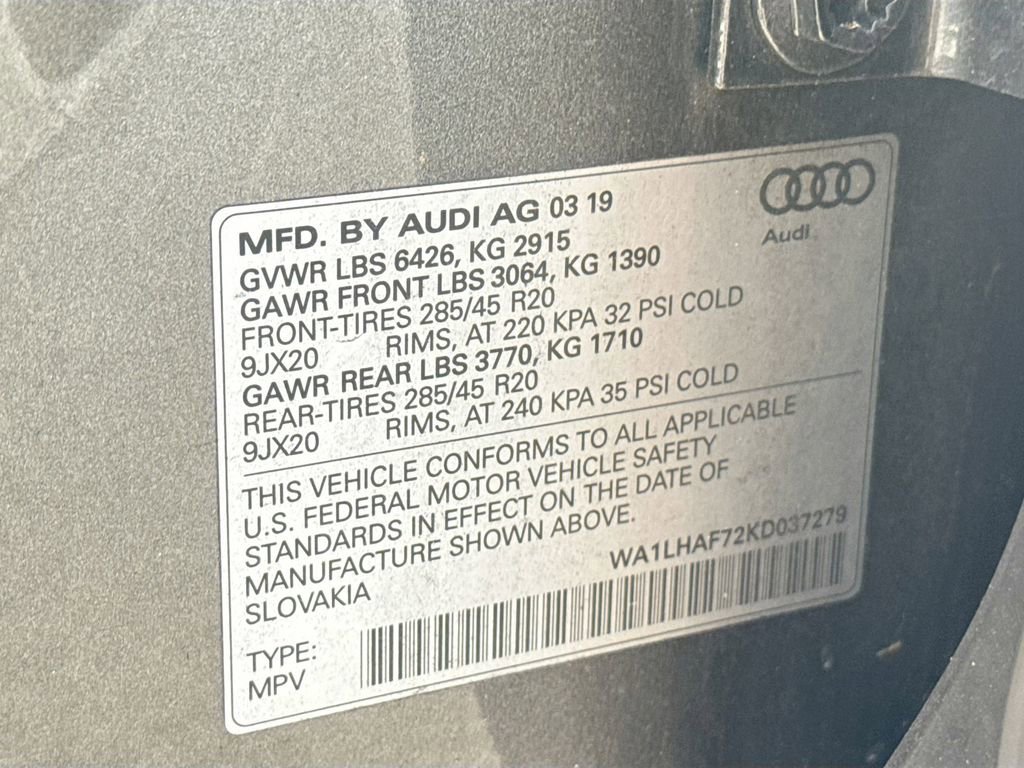 MFD. BY AUDI AG 03 19
Audi
GVWR LBS 6426, KG 2915
GAWR FRONT LBS 3064, KG 1390
FRONT-TIRES 285/45 R20
9JX20 RIMS, AT 220 KPA 32 PSI COLD
GAWR REAR LBS 3770, KG 1710
REAR-TIRES 285/45 R20
9JX20 RIMS, AT 240 KPA 35 PSI COLD
THIS VEHICLE CONFORMS TO ALL APPLICABLE
U.S. FEDERAL MOTOR VEHICLE SAFETY
STANDARDS IN EFFECT ON THE DATE OF
MANUFACTURE SHOWN ABOVE.
SLOVAKIA
WA1LHAF72KD037279
TYPE:
MPV